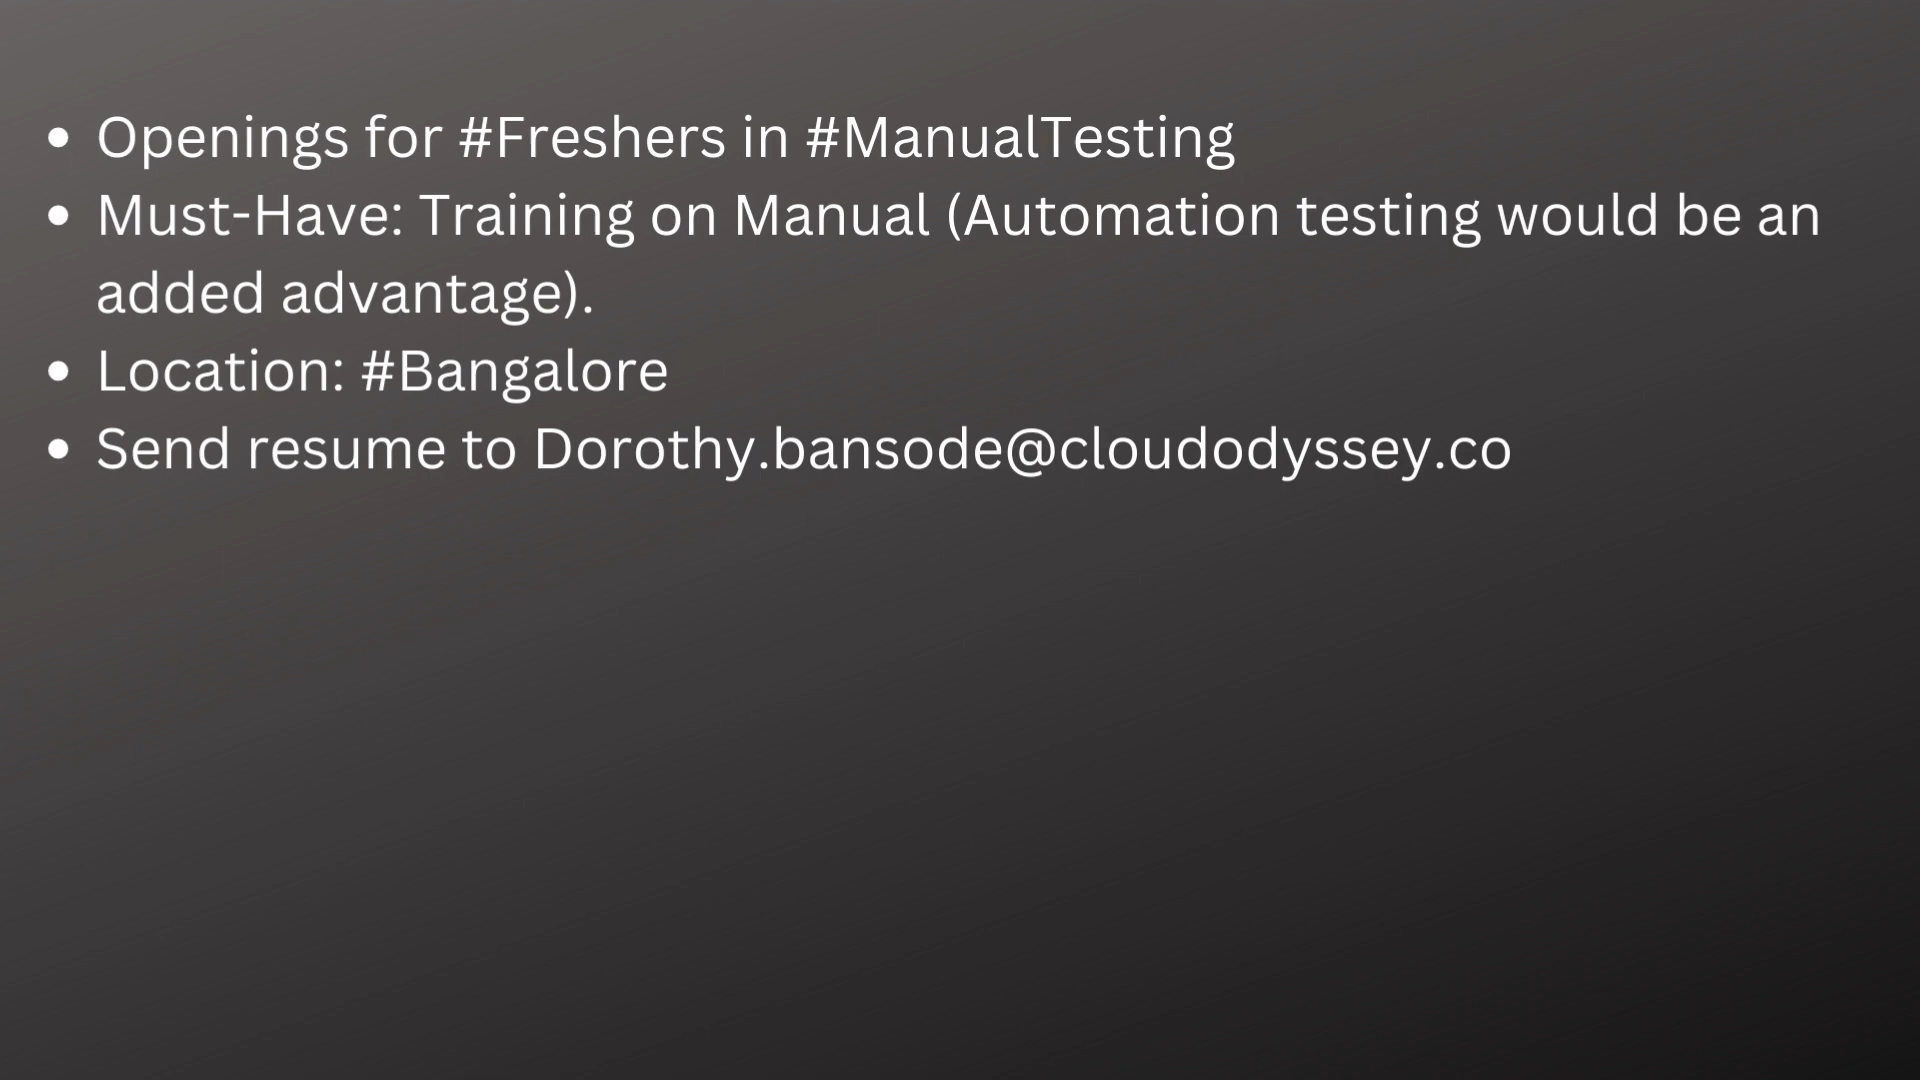 • Openings for #Freshers in #ManualTesting
• Must-Have: Training on Manual (Automation testing would be an
added advantage).
• Location: #Bangalore
• Send resume to Dorothy.bansode@cloudodyssey.co